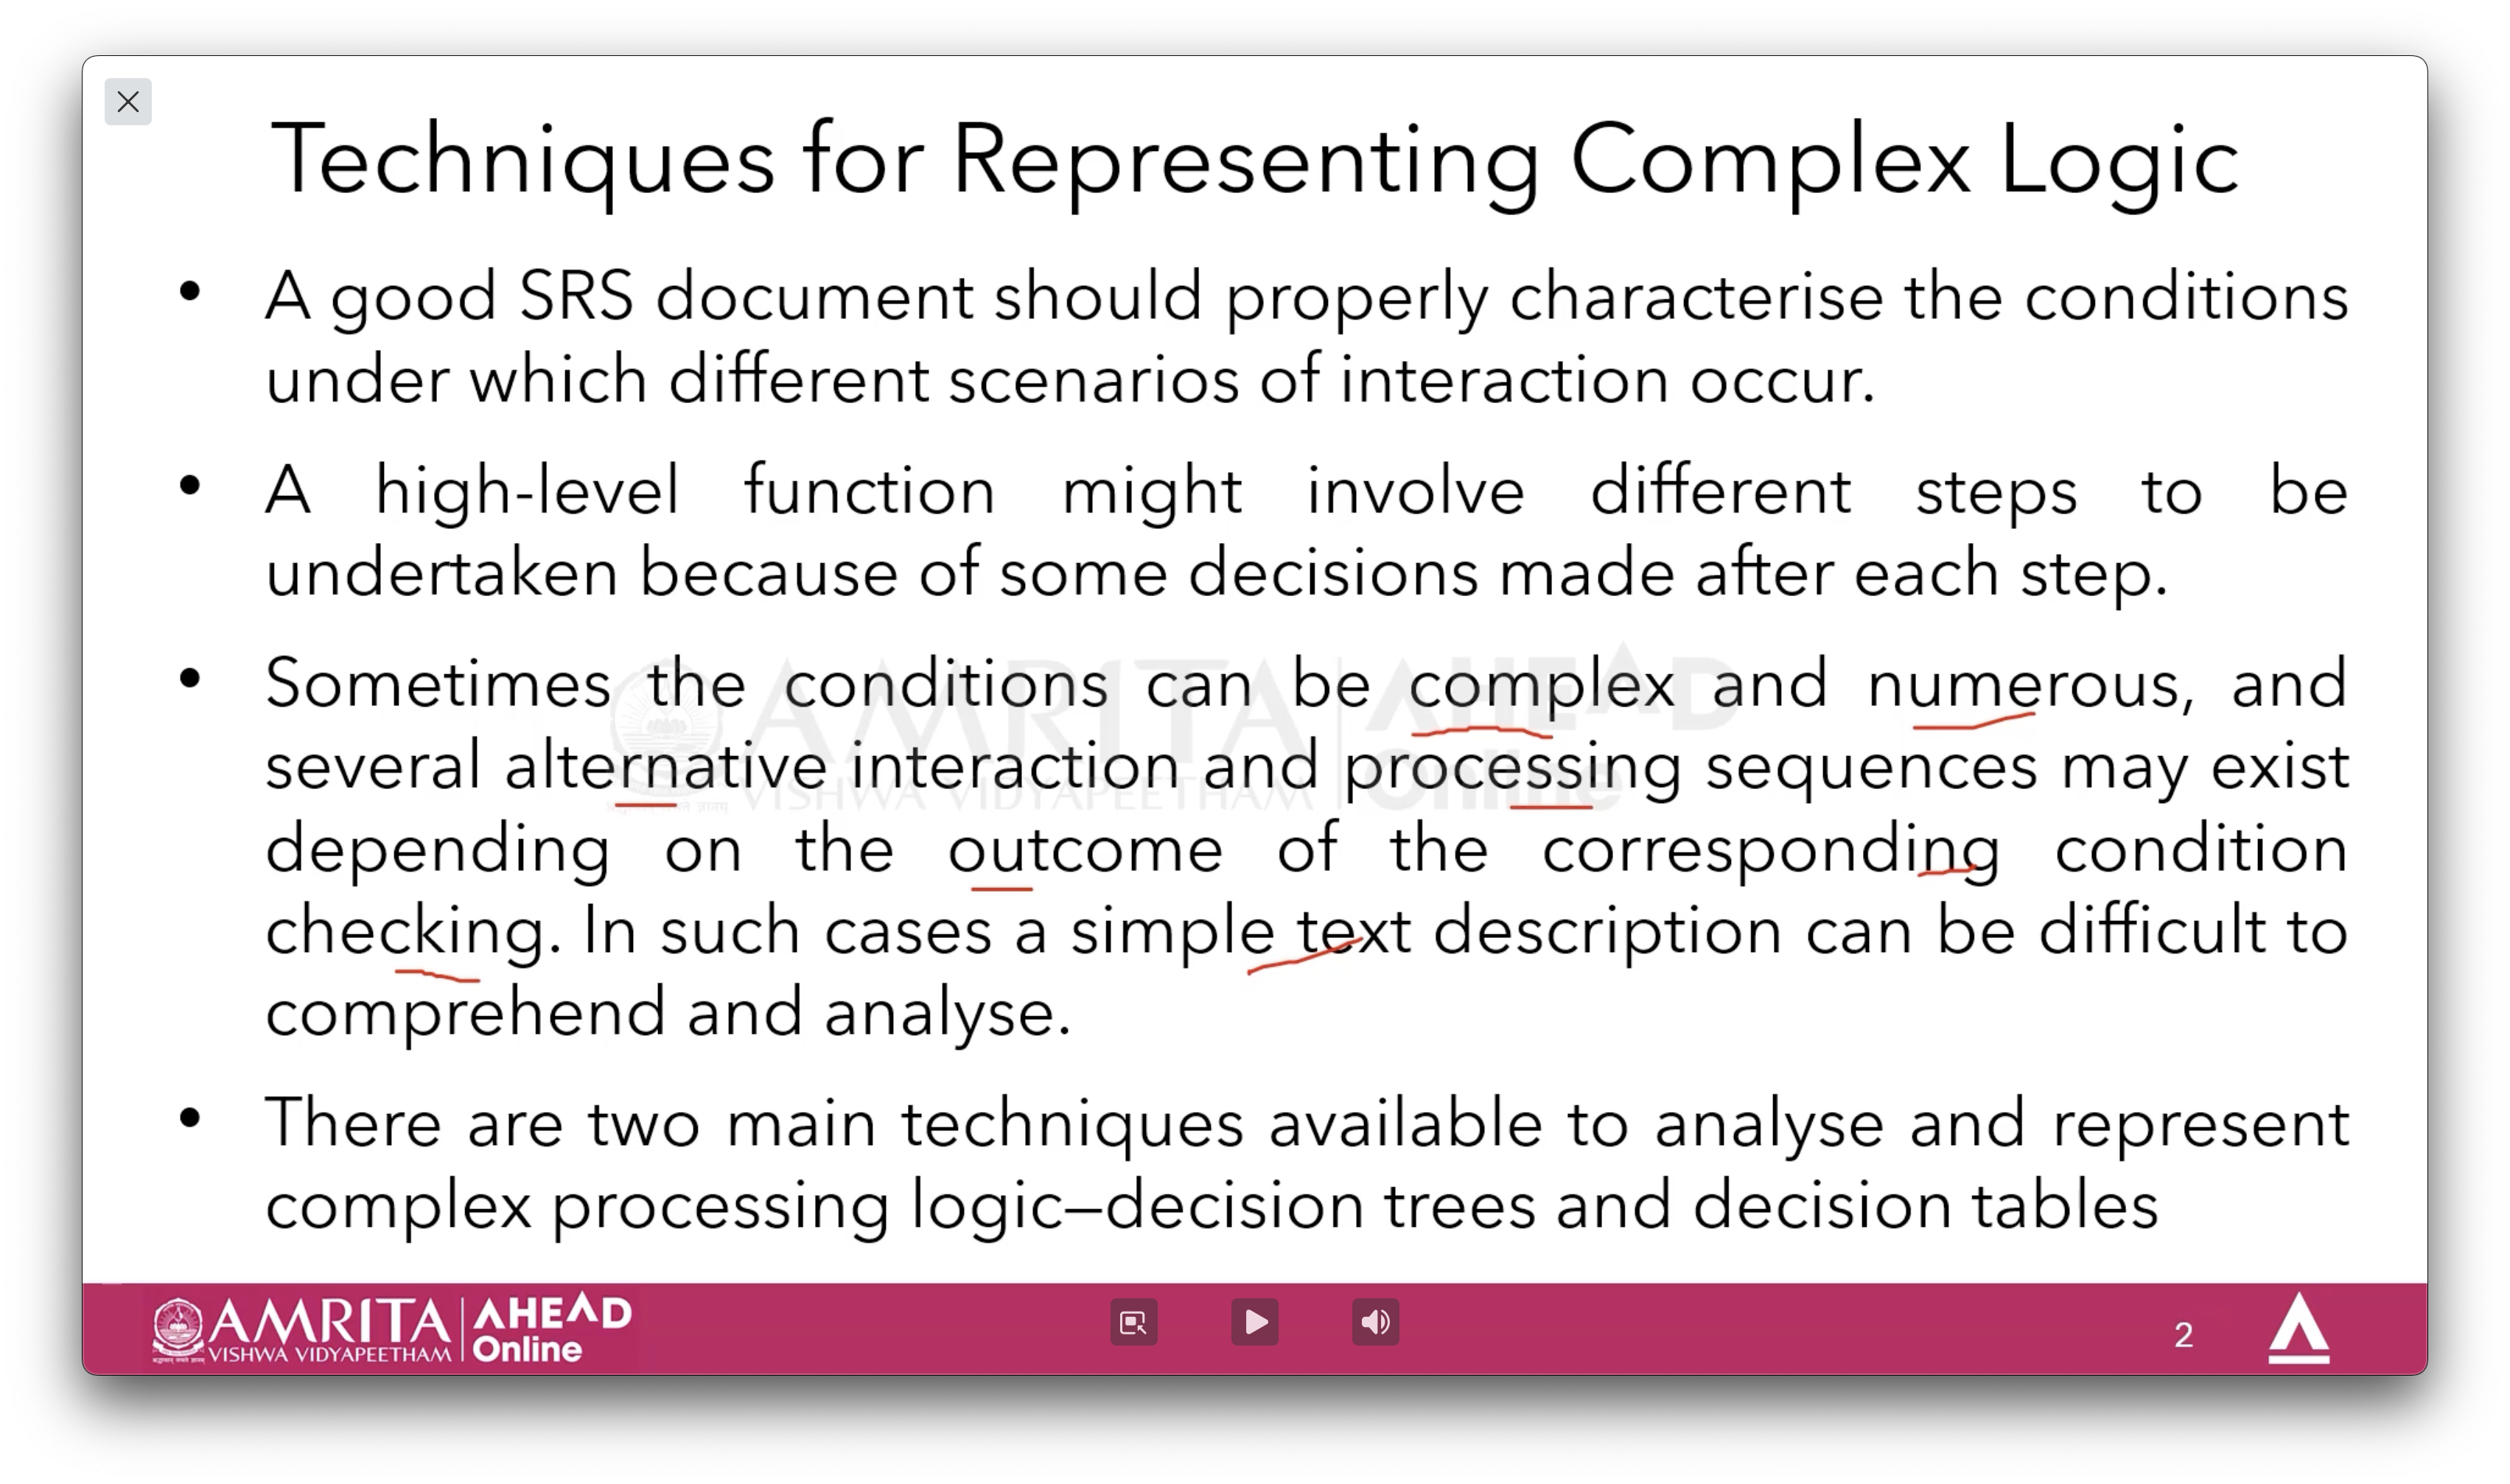 Techniques for Representing Complex Logic
• A good SRS document should properly characterise the conditions
under which different scenarios of interaction occur.
• A high-level function might involve different steps to be
undertaken because of some decisions made after each step.
• Sometimes the conditions can be complex and numerous, and
several alternative interaction and processing sequences may exist
depending on the outcome of the corresponding condition
checking. In such cases a simple text description can be difficult to
comprehend and analyse.
• There are two main techniques available to analyse and represent
complex processing logic—decision trees and decision tables
AMRITA
VISHWA VIDYAPEETHAM
AHEAD
Online
AMRITA
VISHWA VIDYAPEETHAM
AHEAD
Online
2